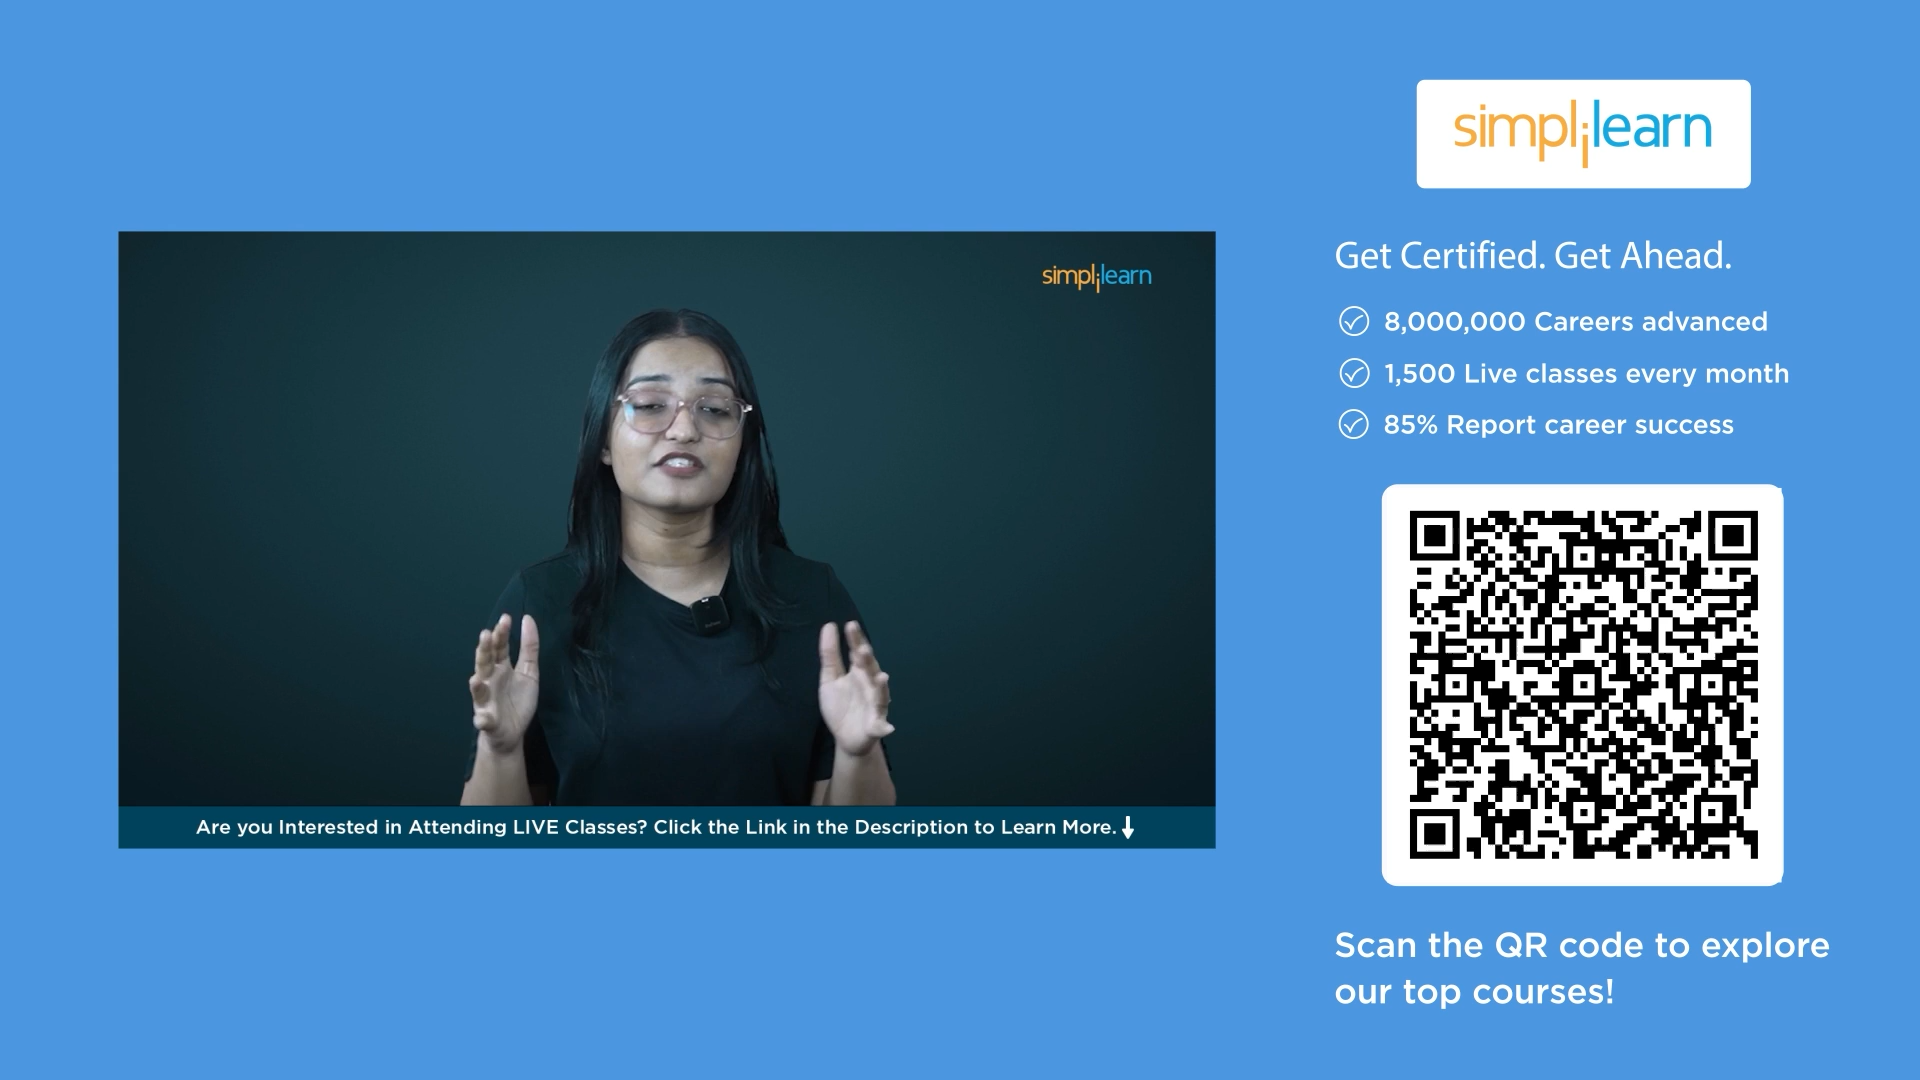 simplilearn
Are you Interested in Attending LIVE Classes? Click the Link in the Description to Learn More.
simplilearn
Get Certified. Get Ahead.
8,000,000 Careers advanced
1,500 Live classes every month
85% Report career success
Scan the QR code to explore
our top courses!